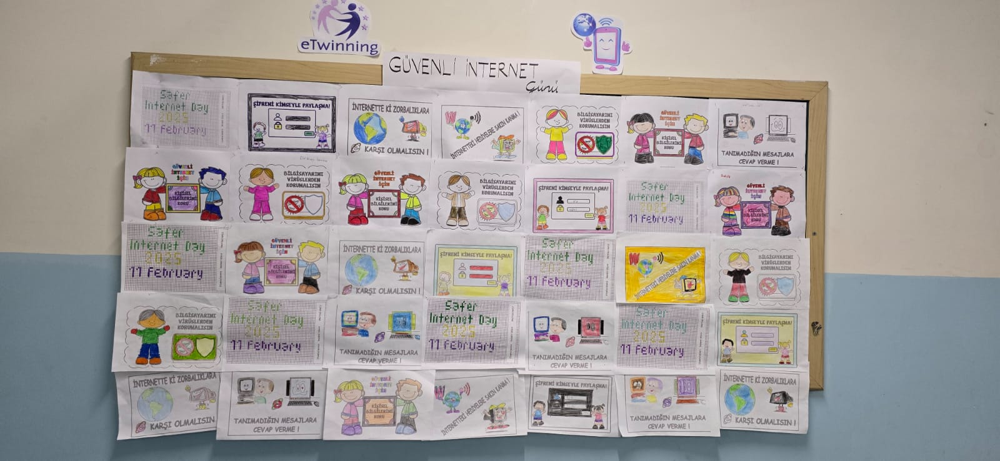 eTwinning
GÜVENLİ İNTERNET
Günü
Safer
Internet Day
2025
11 february
ŞİFRENİ KİMSEYLE PAYLAŞMA!
İNTERNETTE Kİ ZORBALIKLARA
KARŞI OLMALISIN !
İNTERNETTEKİ HEDİYELERE SAKIN KANMA !
BİLGİSAYARINI
VİRÜSLERDEN
KORUMALISIN
GÜVENLİ
İNTERNET
İÇİN
KİŞİSEL
BİLGİLERİNİ
KORU
TANIMADIĞIN MESAJLARA
CEVAP VERME !
GÜVENLİ
İNTERNET
İÇİN
KİŞİSEL
BİLGİLERİNİ
KORU
BİLGİSAYARINI
VİRÜSLERDEN
KORUMALISIN
GÜVENLİ
İNTERNET
İÇİN
KİŞİSEL
BİLGİLERİNİ
KORU
BİLGİSAYARINI
VİRÜSLERDEN
KORUMALISIN
ŞİFRENİ KİMSEYLE PAYLAŞMA!
Safer
Internet Day
2025
11 february
GÜVENLİ
İNTERNET
İÇİN
KİŞİSEL
BİLGİLERİNİ
KORU
Safer
Internet Day
2025
11 february
GÜVENLİ
İNTERNET
İÇİN
KİŞİSEL
BİLGİLERİNİ
KORU
İNTERNETTE Kİ ZORBALIKLARA
KARŞI OLMALISIN !
ŞİFRENİ KİMSEYLE PAYLAŞMA!
Safer
Internet Day
2025
11 february
İNTERNETTEKİ HEDİYELERE SAKIN KANMA !
BİLGİSAYARINI
VİRÜSLERDEN
KORUMALISIN
BİLGİSAYARINI
VİRÜSLERDEN
KORUMALISIN
Safer
Internet Day
2025
11 february
TANIMADIĞIN MESAJLARA
CEVAP VERME !
Safer
Internet Day
2025
11 february
TANIMADIĞIN MESAJLARA
CEVAP VERME !
Safer
Internet Day
2025
11 february
ŞİFRENİ KİMSEYLE PAYLAŞMA!
İNTERNETTE Kİ ZORBALIKLARA
KARŞI OLMALISIN !
TANIMADIĞIN MESAJLARA
CEVAP VERME !
GÜVENLİ
İNTERNET
İÇİN
KİŞİSEL
BİLGİLERİNİ
KORU
İNTERNETTEKİ HEDİYELERE SAKIN KANMA !
ŞİFRENİ KİMSEYLE PAYLAŞMA!
TANIMADIĞIN MESAJLARA
CEVAP VERME !
İNTERNETTE Kİ ZORBALIKLARA
KARŞI OLMALISIN !